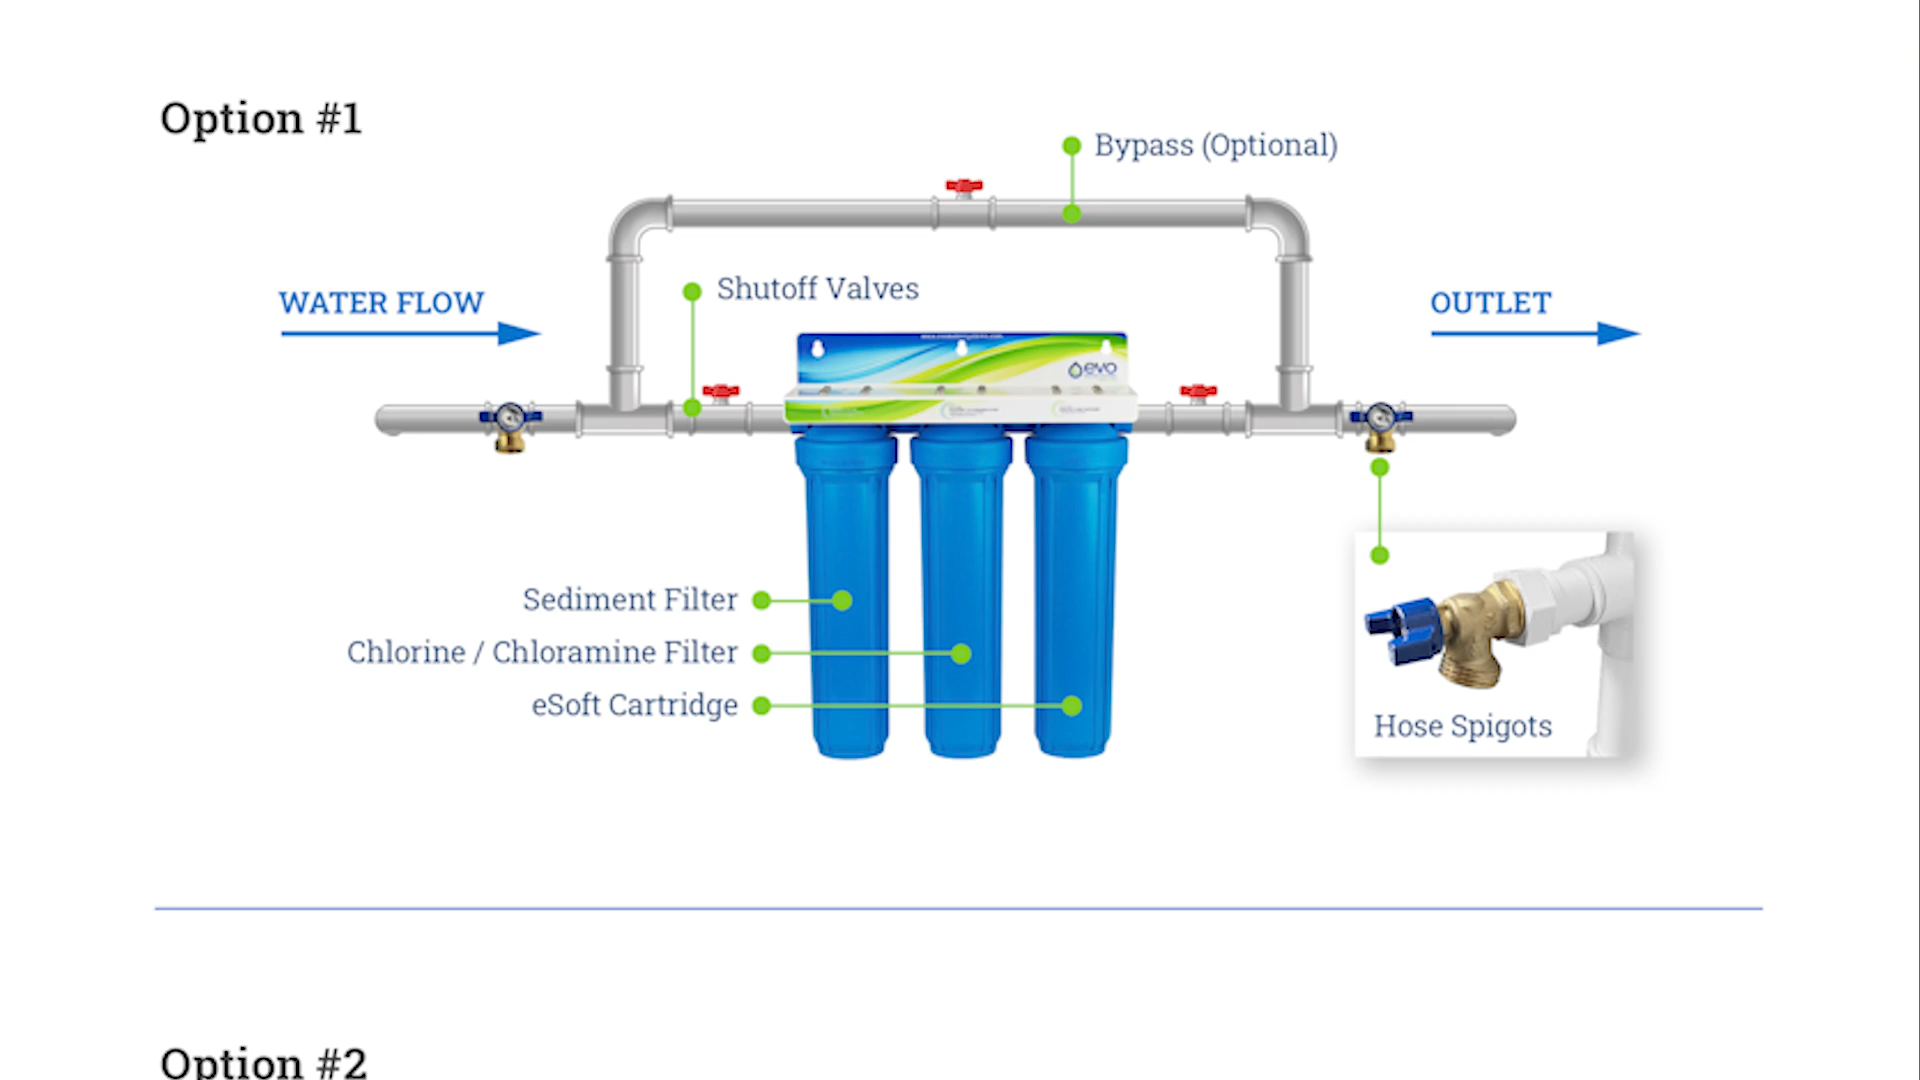 Option #1
Bypass (Optional)
Shutoff Valves
WATER FLOW
OUTLET
evo
Sediment Filter
Chlorine / Chloramine Filter
eSoft Cartridge
Hose Spigots
Option #2